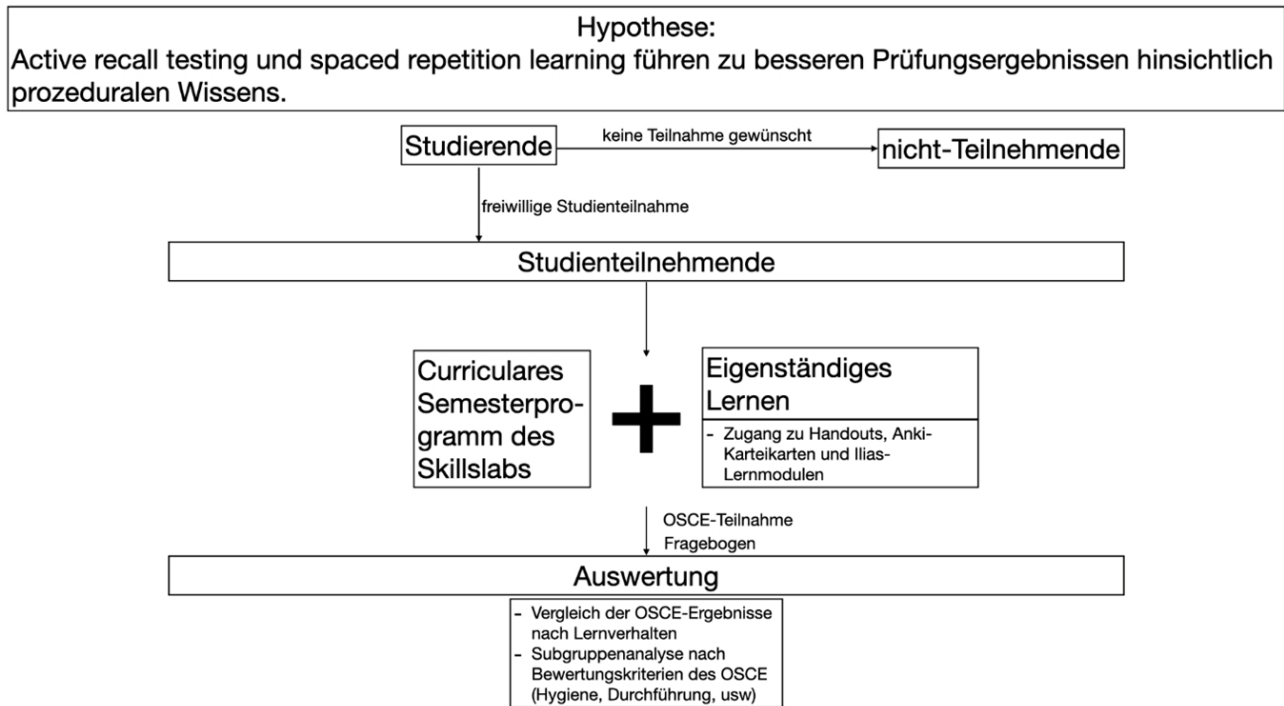 Hypothese:
Active recall testing und spaced repetition learning führen zu besseren Prüfungsergebnissen hinsichtlich
prozeduralen Wissens.
Studierende
keine Teilnahme gewünscht
nicht-Teilnehmende
freiwillige Studienteilnahme
Studienteilnehmende
Curriculares
Semesterpro-
gramm des
Skillslabs
Eigenständiges
Lernen
- Zugang zu Handouts, Anki-
Karteikarten und Ilias-
Lernmodulen
OSCE-Teilnahme
Fragebogen
Auswertung
- Vergleich der OSCE-Ergebnisse
nach Lernverhalten
- Subgruppenanalyse nach
Bewertungskriterien des OSCE
(Hygiene, Durchführung, usw)